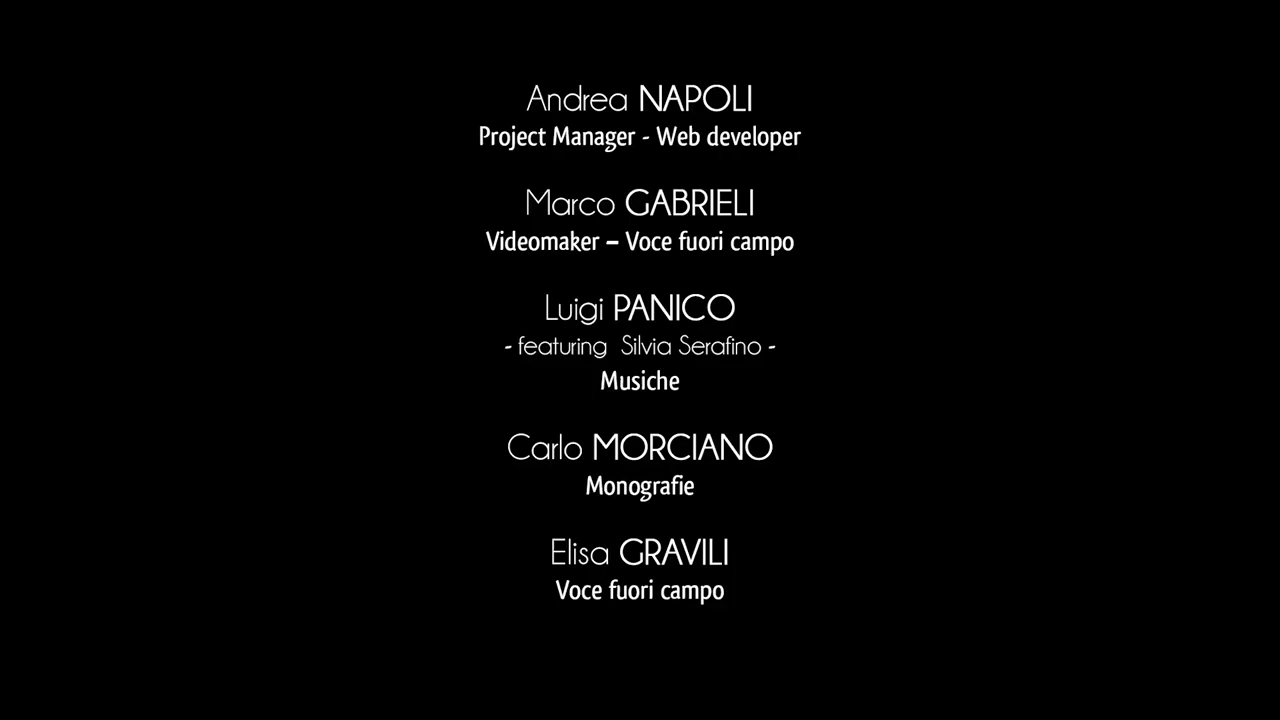 Andrea NAPOLI
Project Manager - Web developer
Marco GABRIELI
Videomaker – Voce fuori campo
Luigi PANICO
- featuring Silvia Serafino -
Musiche
Carlo MORCIANO
Monografie
Elisa GRAVILI
Voce fuori campo